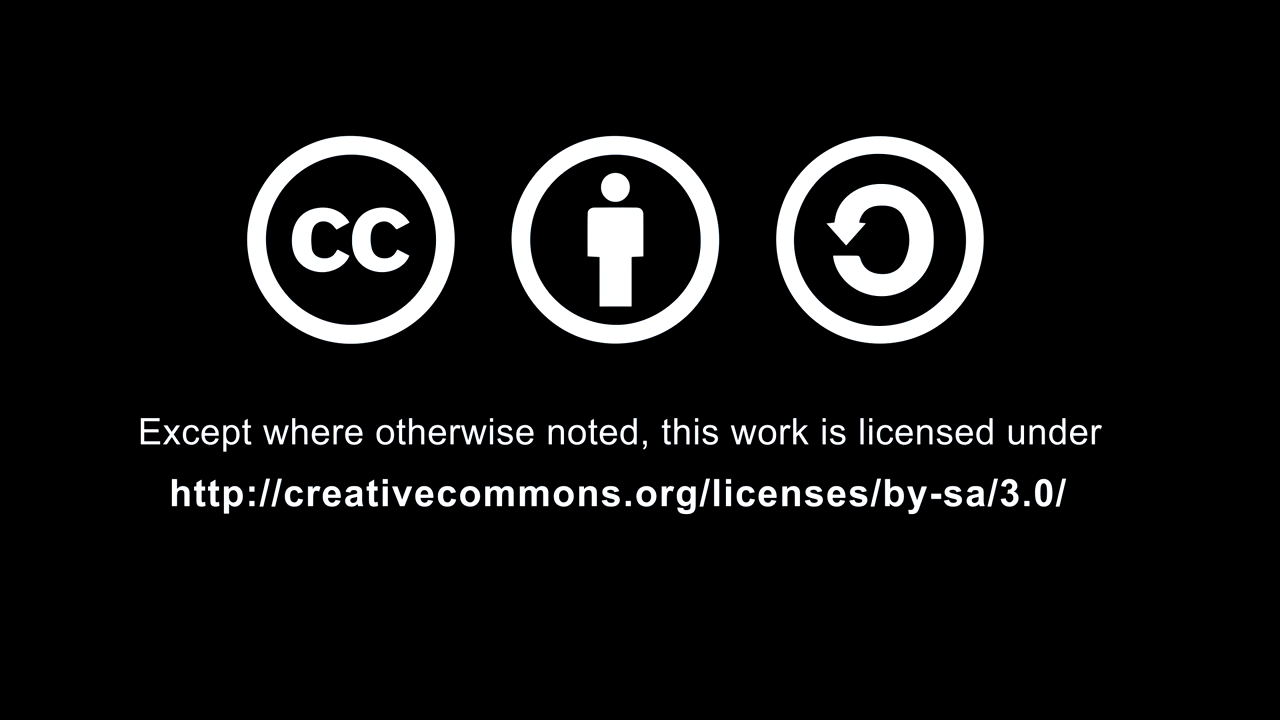 cc
Except where otherwise noted, this work is licensed under
http://creativecommons.org/licenses/by-sa/3.0/